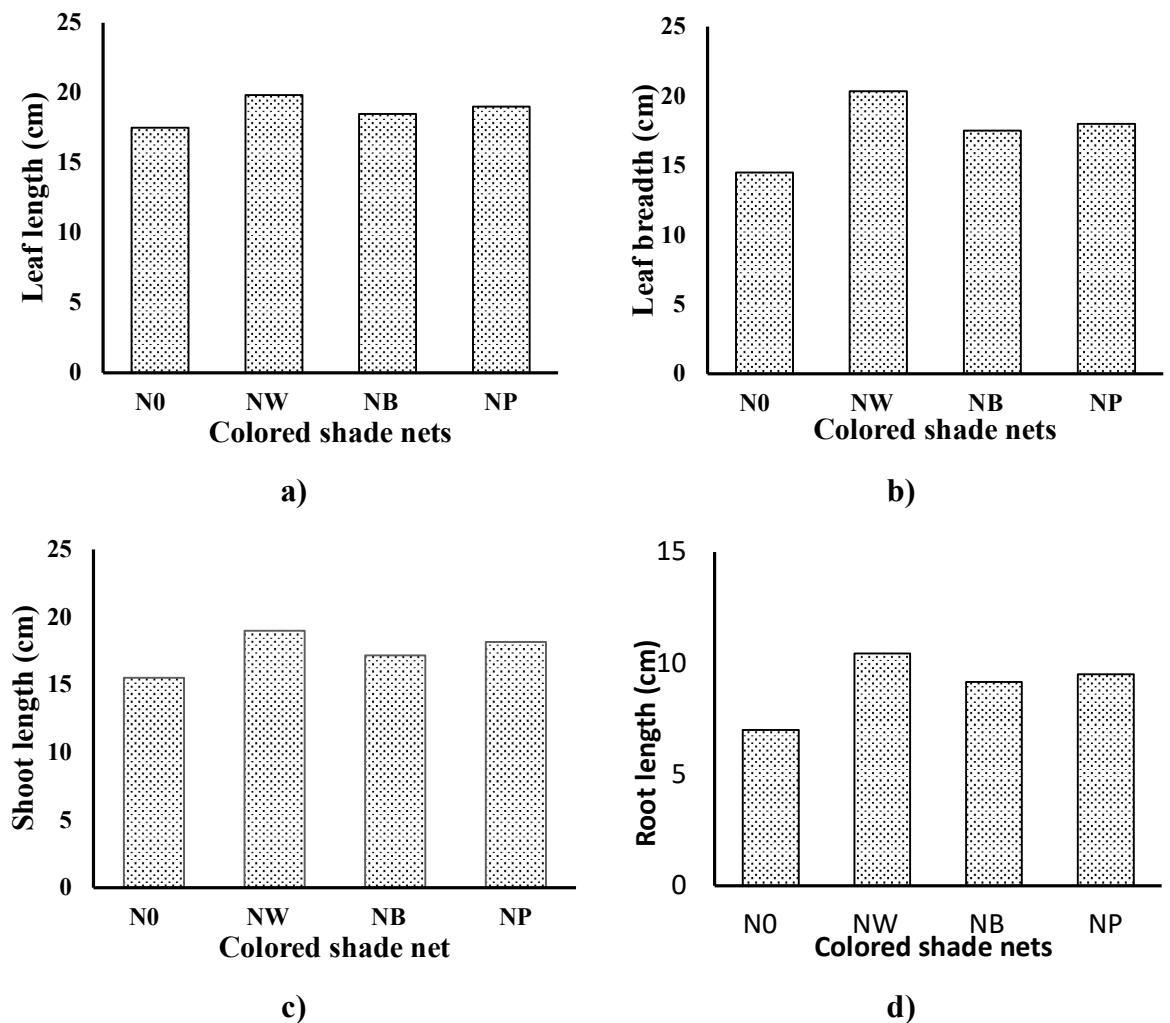 25
20
15
10
5
0
Leaf length (cm)
N0 NW NB NP
Colored shade nets
a)
25
20
15
10
5
0
Leaf breadth (cm)
N0 NW NB NP
Colored shade nets
b)
25
20
15
10
5
0
Shoot length (cm)
N0 NW NB NP
Colored shade net
c)
15
10
5
0
Root length (cm)
N0 NW NB NP
Colored shade nets
d)